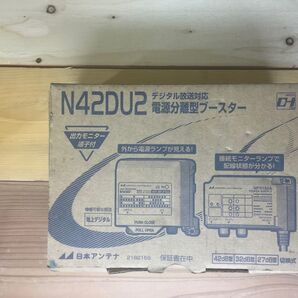 N42DU2
デジタル放送対応
電源分離型ブースター
出力モニター
端子付
外から電源ランプが見える!
接続モニターランプで
配線状態が分かる!
地上デジタル
PUSH CLOSE
PULL OPEN
42dB型 32dB型 27dB型 切換式
日本アンテナ
保証書在中